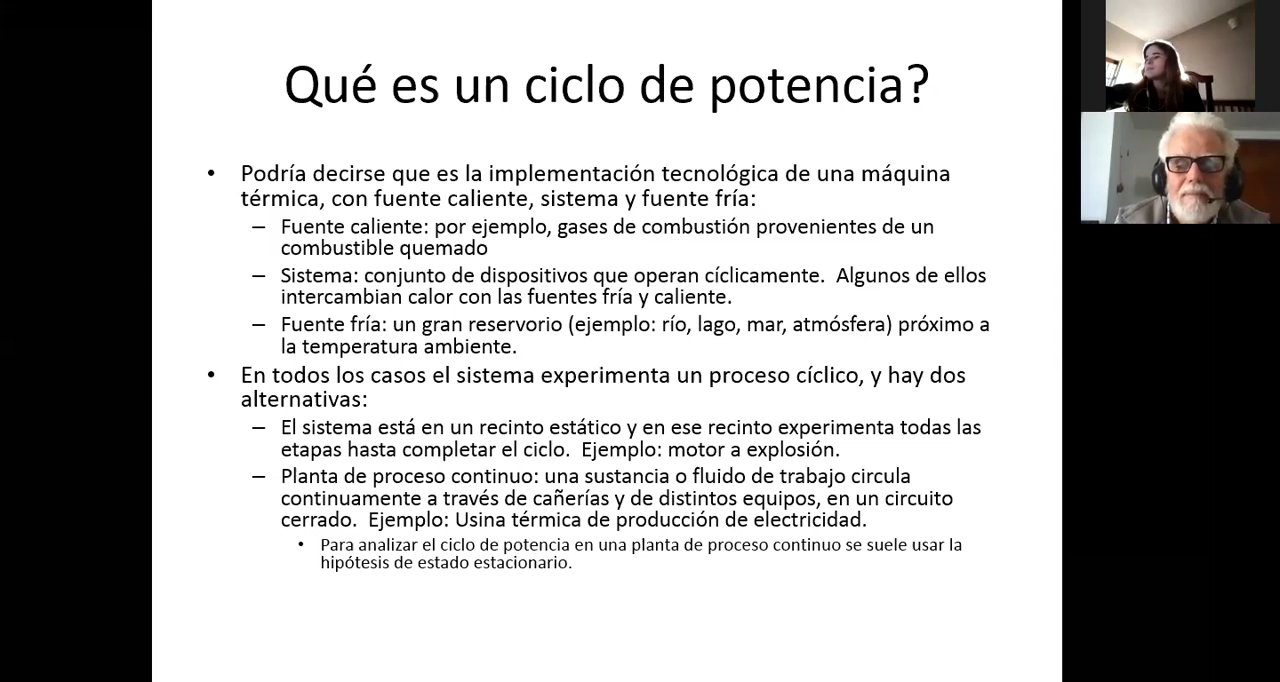 Qué es un ciclo de potencia?
• Podría decirse que es la implementación tecnológica de una máquina
térmica, con fuente caliente, sistema y fuente fría:
– Fuente caliente: por ejemplo, gases de combustión provenientes de un
combustible quemado
– Sistema: conjunto de dispositivos que operan cíclicamente. Algunos de ellos
intercambian calor con las fuentes fría y caliente.
– Fuente fría: un gran reservorio (ejemplo: río, lago, mar, atmósfera) próximo a
la temperatura ambiente.
• En todos los casos el sistema experimenta un proceso cíclico, y hay dos
alternativas:
– El sistema está en un recinto estático y en ese recinto experimenta todas las
etapas hasta completar el ciclo. Ejemplo: motor a explosión.
– Planta de proceso continuo: una sustancia o fluido de trabajo circula
continuamente a través de cañerías y de distintos equipos, en un circuito
cerrado. Ejemplo: Usina térmica de producción de electricidad.
• Para analizar el ciclo de potencia en una planta de proceso continuo se suele usar la
hipótesis de estado estacionario.